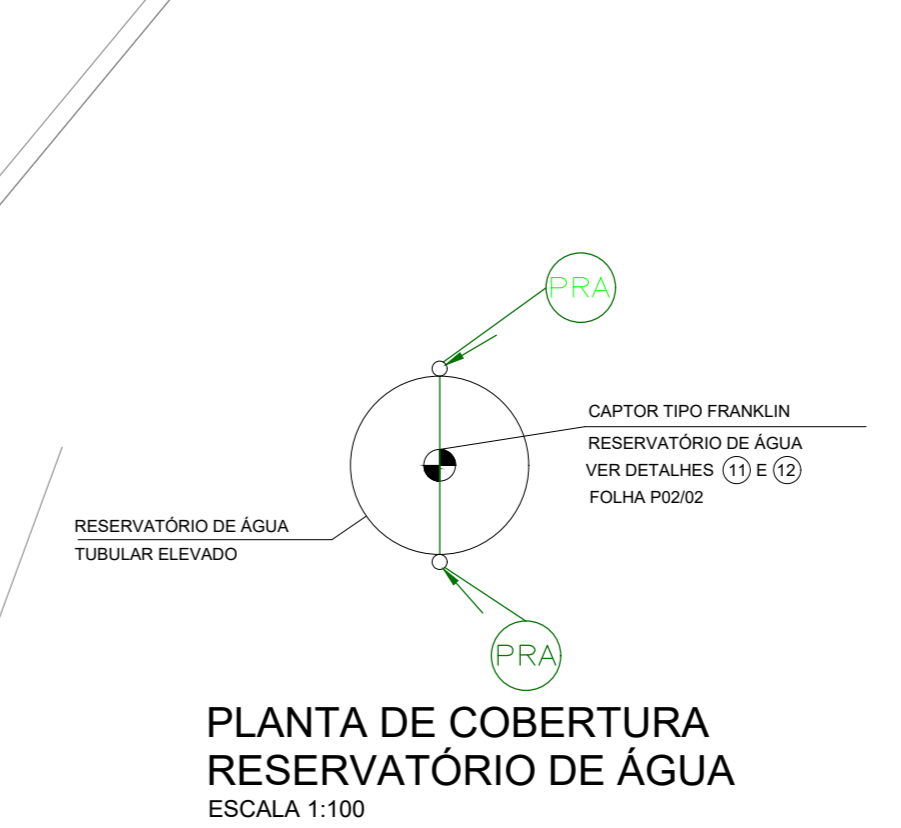 PRA
CAPTOR TIPO FRANKLIN
RESERVATÓRIO DE ÁGUA
VER DETALHES 11 E 12
FOLHA P02/02
RESERVATÓRIO DE ÁGUA
TUBULAR ELEVADO
PRA
PLANTA DE COBERTURA
RESERVATÓRIO DE ÁGUA
ESCALA 1:100